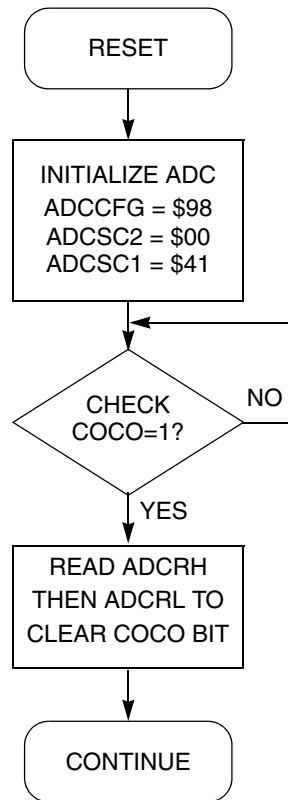 RESET
INITIALIZE ADC
ADCCFG = $98
ADCSC2 = $00
ADCSC1 = $41
CHECK
COCO=1?
NO
YES
READ ADCRH
THEN ADCRL TO
CLEAR COCO BIT
CONTINUE